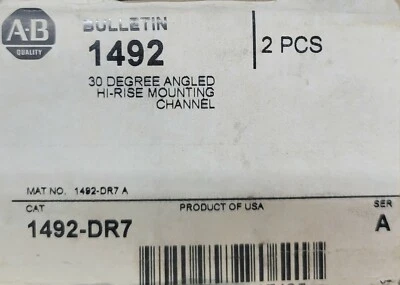 A-B
QUALITY
BULLETIN
1492
2 PCS
30 DEGREE ANGLED
HI-RISE MOUNTING
CHANNEL
MAT NO. 1492-DR7 A
CAT
PRODUCT OF USA
SER
1492-DR7
A